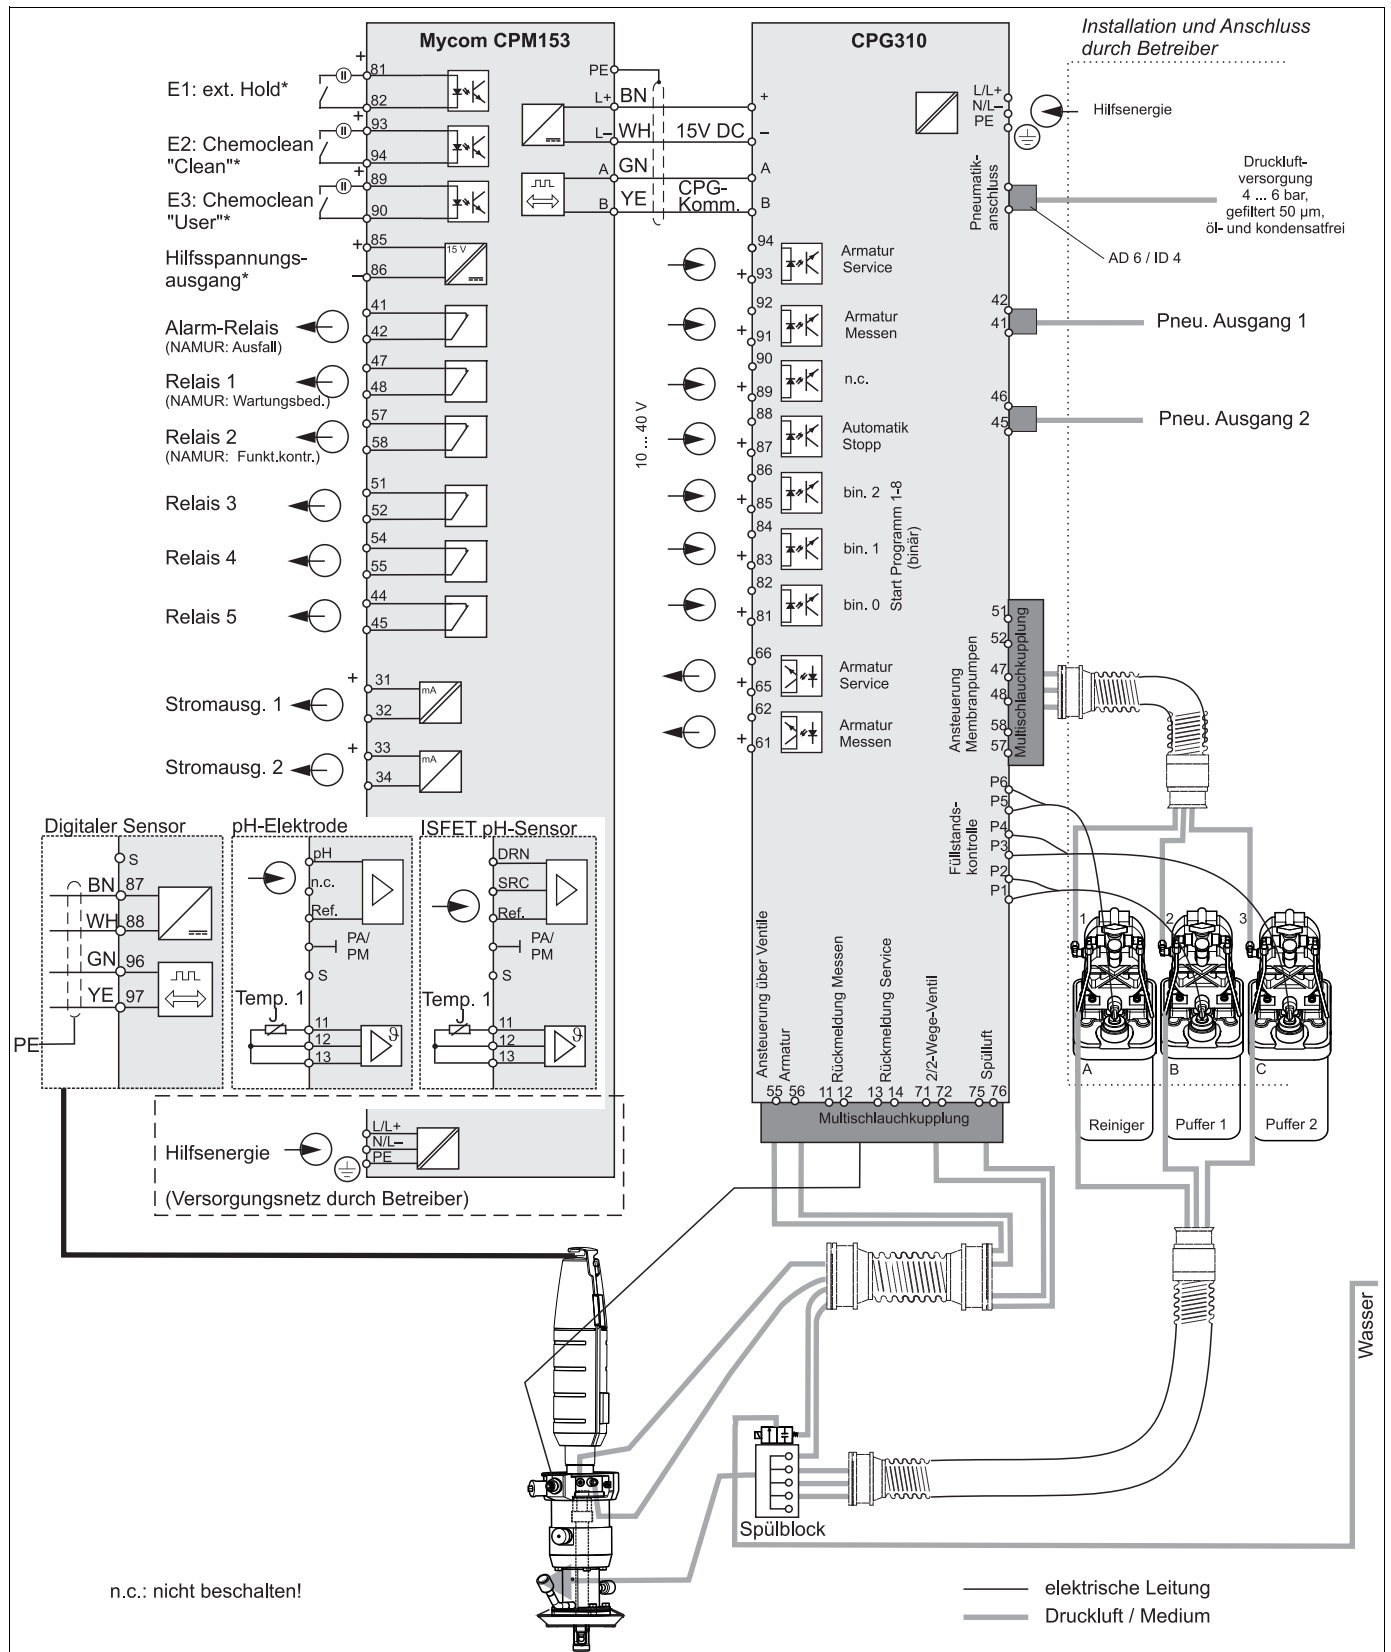 Mycom CPM153
CPG310
Installation und Anschluss
durch Betreiber
E1: ext. Hold*
+
81
82
E2: Chemoclean
"Clean"*
+
93
94
E3: Chemoclean
"User"*
+
89
90
Hilfsspannungs-
ausgang*
+
85
–
86
15 V
Alarm-Relais
(NAMUR: Ausfall)
41
42
Relais 1
(NAMUR: Wartungsbed.)
47
48
Relais 2
(NAMUR: Funkt.kontr.)
57
58
Relais 3
51
52
Relais 4
54
55
Relais 5
44
45
Stromausg. 1
+
31
32
mA
Stromausg. 2
+
33
34
mA
PE
L+
BN
+
L–
WH
15V DC
–
A
GN
A
B
YE
CPG-
Komm.
B
10 ... 40 V
94
+
93
Armatur
Service
92
+
91
Armatur
Messen
90
+
89
n.c.
88
+
87
Automatik
Stopp
86
+
85
bin. 2
84
+
83
bin. 1
82
+
81
bin. 0
Start Programm 1-8
(binär)
66
+
65
Armatur
Service
62
+
61
Armatur
Messen
L/L+
N/L–
PE
Hilfsenergie
Pneumatik-
anschluss
Druckluft-
versorgung
4 ... 6 bar,
gefiltert 50 µm,
öl- und kondensatfrei
AD 6 / ID 4
42
41
Pneu. Ausgang 1
46
45
Pneu. Ausgang 2
Ansteuerung
Membranpumpen
51
52
47
48
58
57
Multischlauchkupplung
Füllstands-
kontrolle
P6
P5
P4
P3
P2
P1
1
2
3
A
B
C
Reiniger
Puffer 1
Puffer 2
Ansteuerung über Ventile
Armatur
Rückmeldung Messen
Rückmeldung Service
2/2-Wege-Ventil
Spülluft
55 56 11 12 13 14 71 72 75 76
Multischlauchkupplung
Digitaler Sensor
S
BN
87
WH
88
GN
96
YE
97
PE
pH-Elektrode
pH
n.c.
Ref.
PA/
PM
S
Temp. 1
11
12
13
ϑ
ISFET pH-Sensor
DRN
SRC
Ref.
PA/
PM
S
Temp. 1
11
12
13
ϑ
Hilfsenergie
L/L+
N/L–
PE
(Versorgungsnetz durch Betreiber)
Wasser
Spülblock
n.c.: nicht beschalten!
elektrische Leitung
Druckluft / Medium